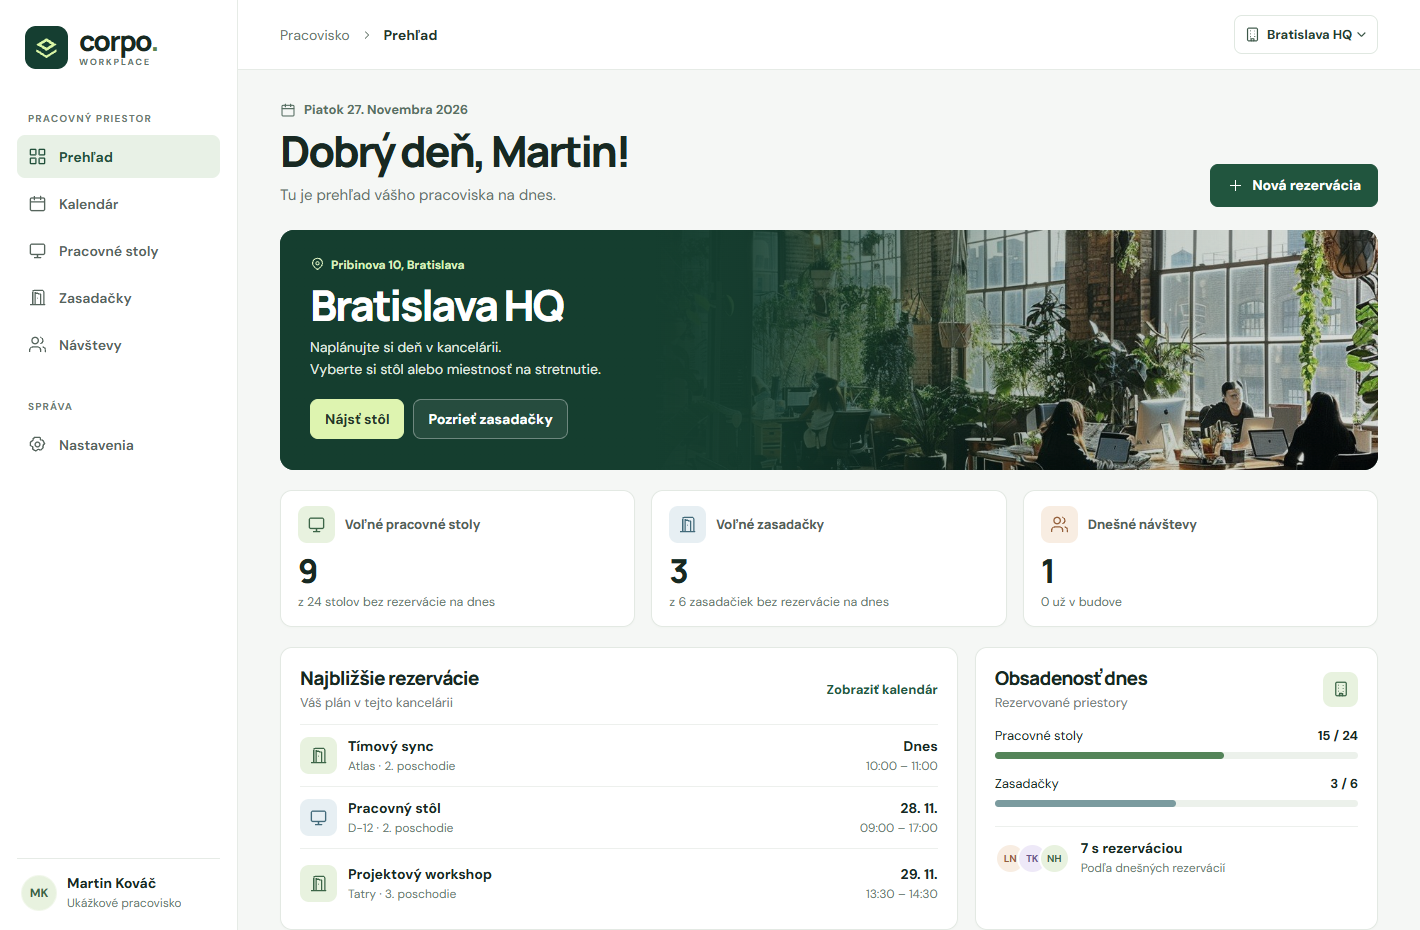 corpo.
WORKPLACE
PRACOVNÝ PRIESTOR
Prehľad
Kalendár
Pracovné stoly
Zasadačky
Návštevy
SPRÁVA
Nastavenia
MK
Martin Kováč
Ukážkové pracovisko
Pracovisko > Prehľad
Bratislava HQ
Piatok 27. Novembra 2026
Dobrý deň, Martin!
Tu je prehľad vášho pracoviska na dnes.
Nová rezervácia
Pribinova 10, Bratislava
Bratislava HQ
Naplánujte si deň v kancelárii.
Vyberte si stôl alebo miestnosť na stretnutie.
Nájsť stôl
Pozrieť zasadačky
Voľné pracovné stoly
9
z 24 stolov bez rezervácie na dnes
Voľné zasadačky
3
z 6 zasadačiek bez rezervácie na dnes
Dnešné návštevy
1
0 už v budove
Najbližšie rezervácie
Váš plán v tejto kancelárii
Zobraziť kalendár
Tímový sync
Atlas · 2. poschodie
Dnes
10:00 – 11:00
Pracovný stôl
D-12 · 2. poschodie
28. 11.
09:00 – 17:00
Projektový workshop
Tatry · 3. poschodie
29. 11.
13:30 – 14:30
Obsadenosť dnes
Rezervované priestory
Pracovné stoly 15 / 24
Zasadačky 3 / 6
LN TK NH
7 s rezerváciou
Podľa dnešných rezervácií